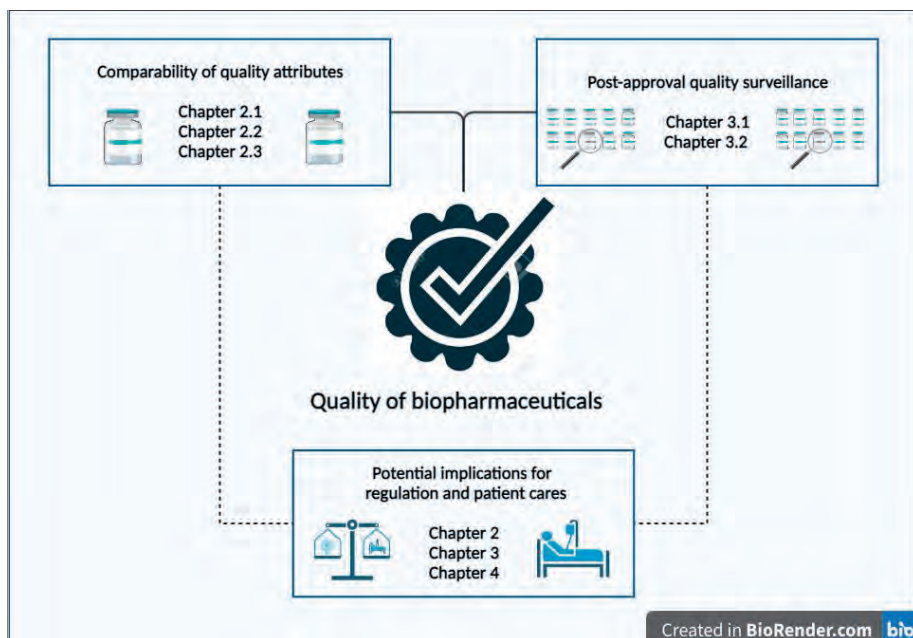 Comparability of quality attributes
Chapter 2.1
Chapter 2.2
Chapter 2.3
Post-approval quality surveillance
Chapter 3.1
Chapter 3.2
Quality of biopharmaceuticals
Potential implications for
regulation and patient cares
Chapter 2
Chapter 3
Chapter 4
Created in BioRender.com bio